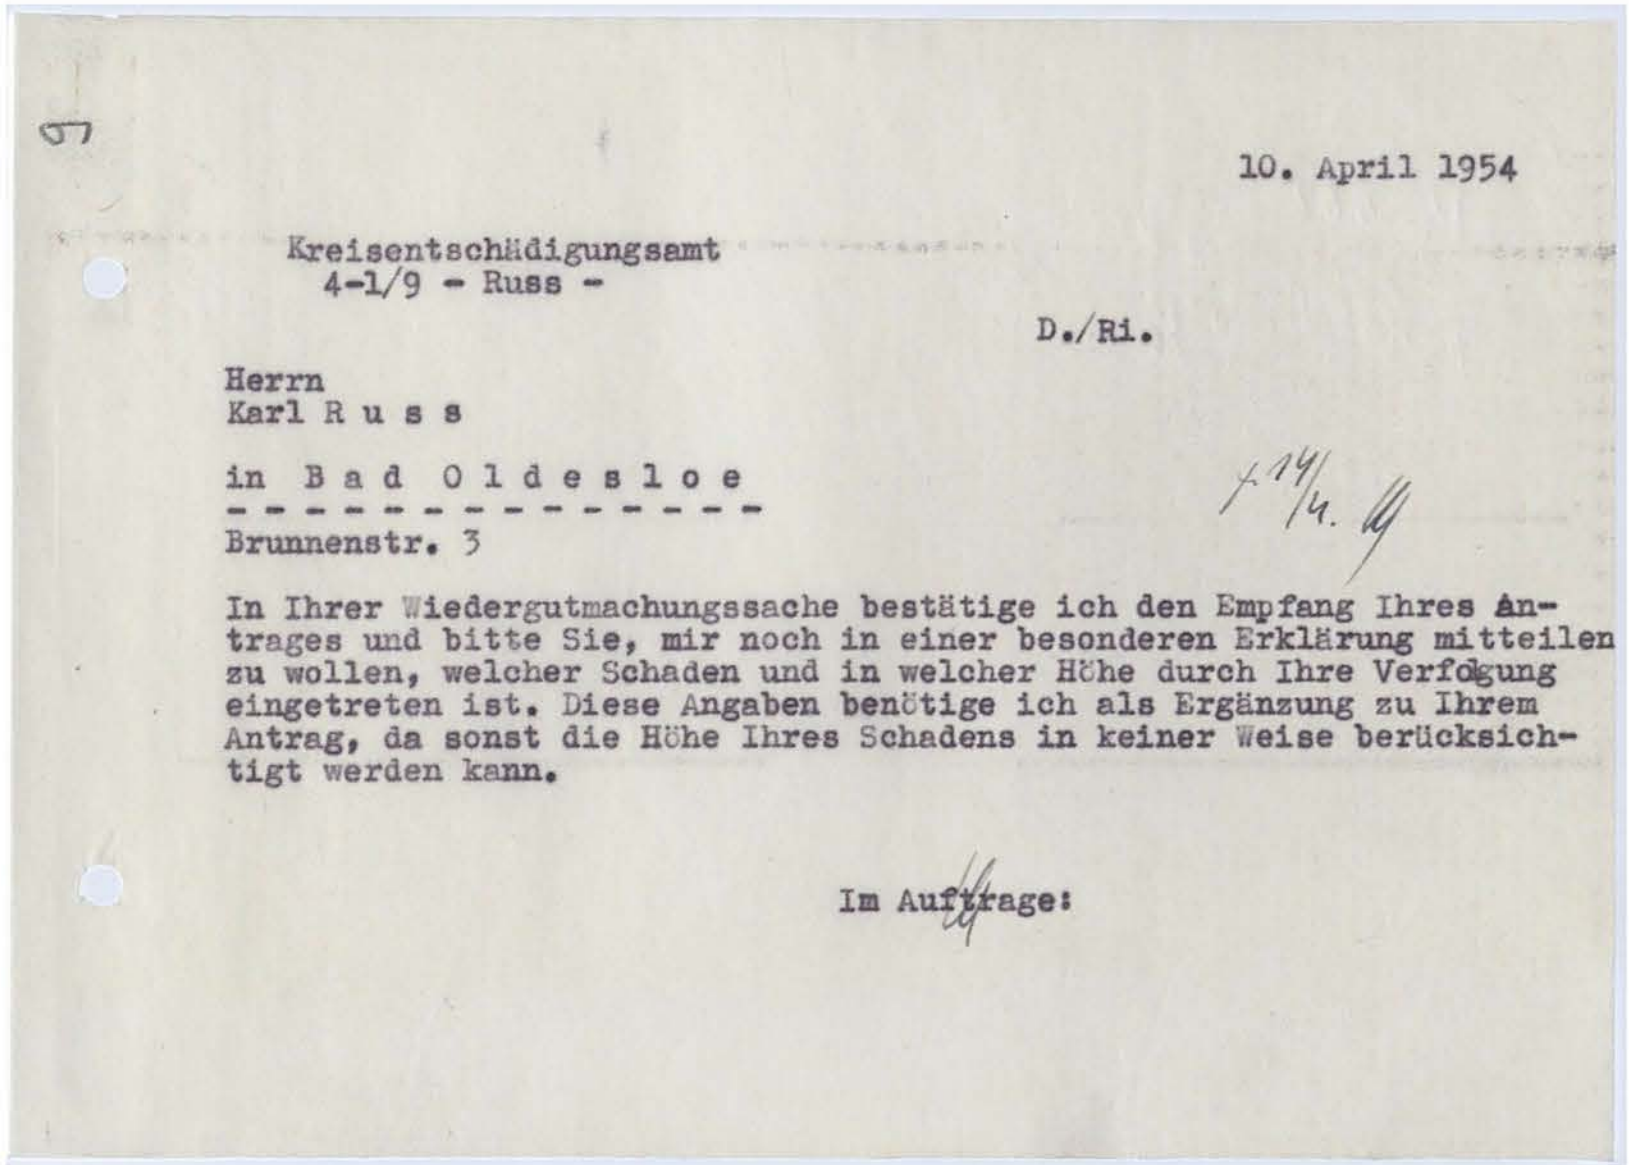 9
10. April 1954
Kreisentschädigungsamt
4-1/9 - Russ -
D./Ri.
Herrn
Karl R u s s
in B a d O l d e s l o e
- - - - - - - - - - - - - -
Brunnenstr. 3
14/4.
In Ihrer Wiedergutmachungssache bestätige ich den Empfang Ihres An-
trages und bitte Sie, mir noch in einer besonderen Erklärung mitteilen
zu wollen, welcher Schaden und in welcher Höhe durch Ihre Verfolgung
eingetreten ist. Diese Angaben benötige ich als Ergänzung zu Ihrem
Antrag, da sonst die Höhe Ihres Schadens in keiner Weise berücksich-
tigt werden kann.
Im Auftrage: